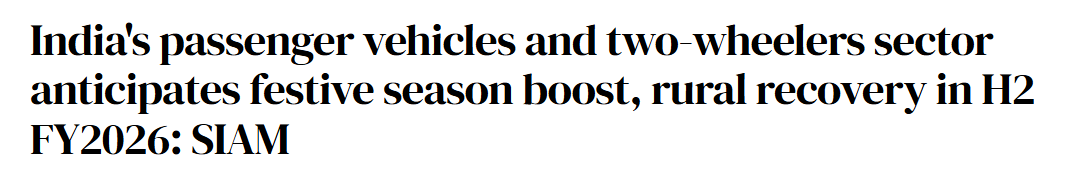 India's passenger vehicles and two-wheelers sector
anticipates festive season boost, rural recovery in H2
FY2026: SIAM